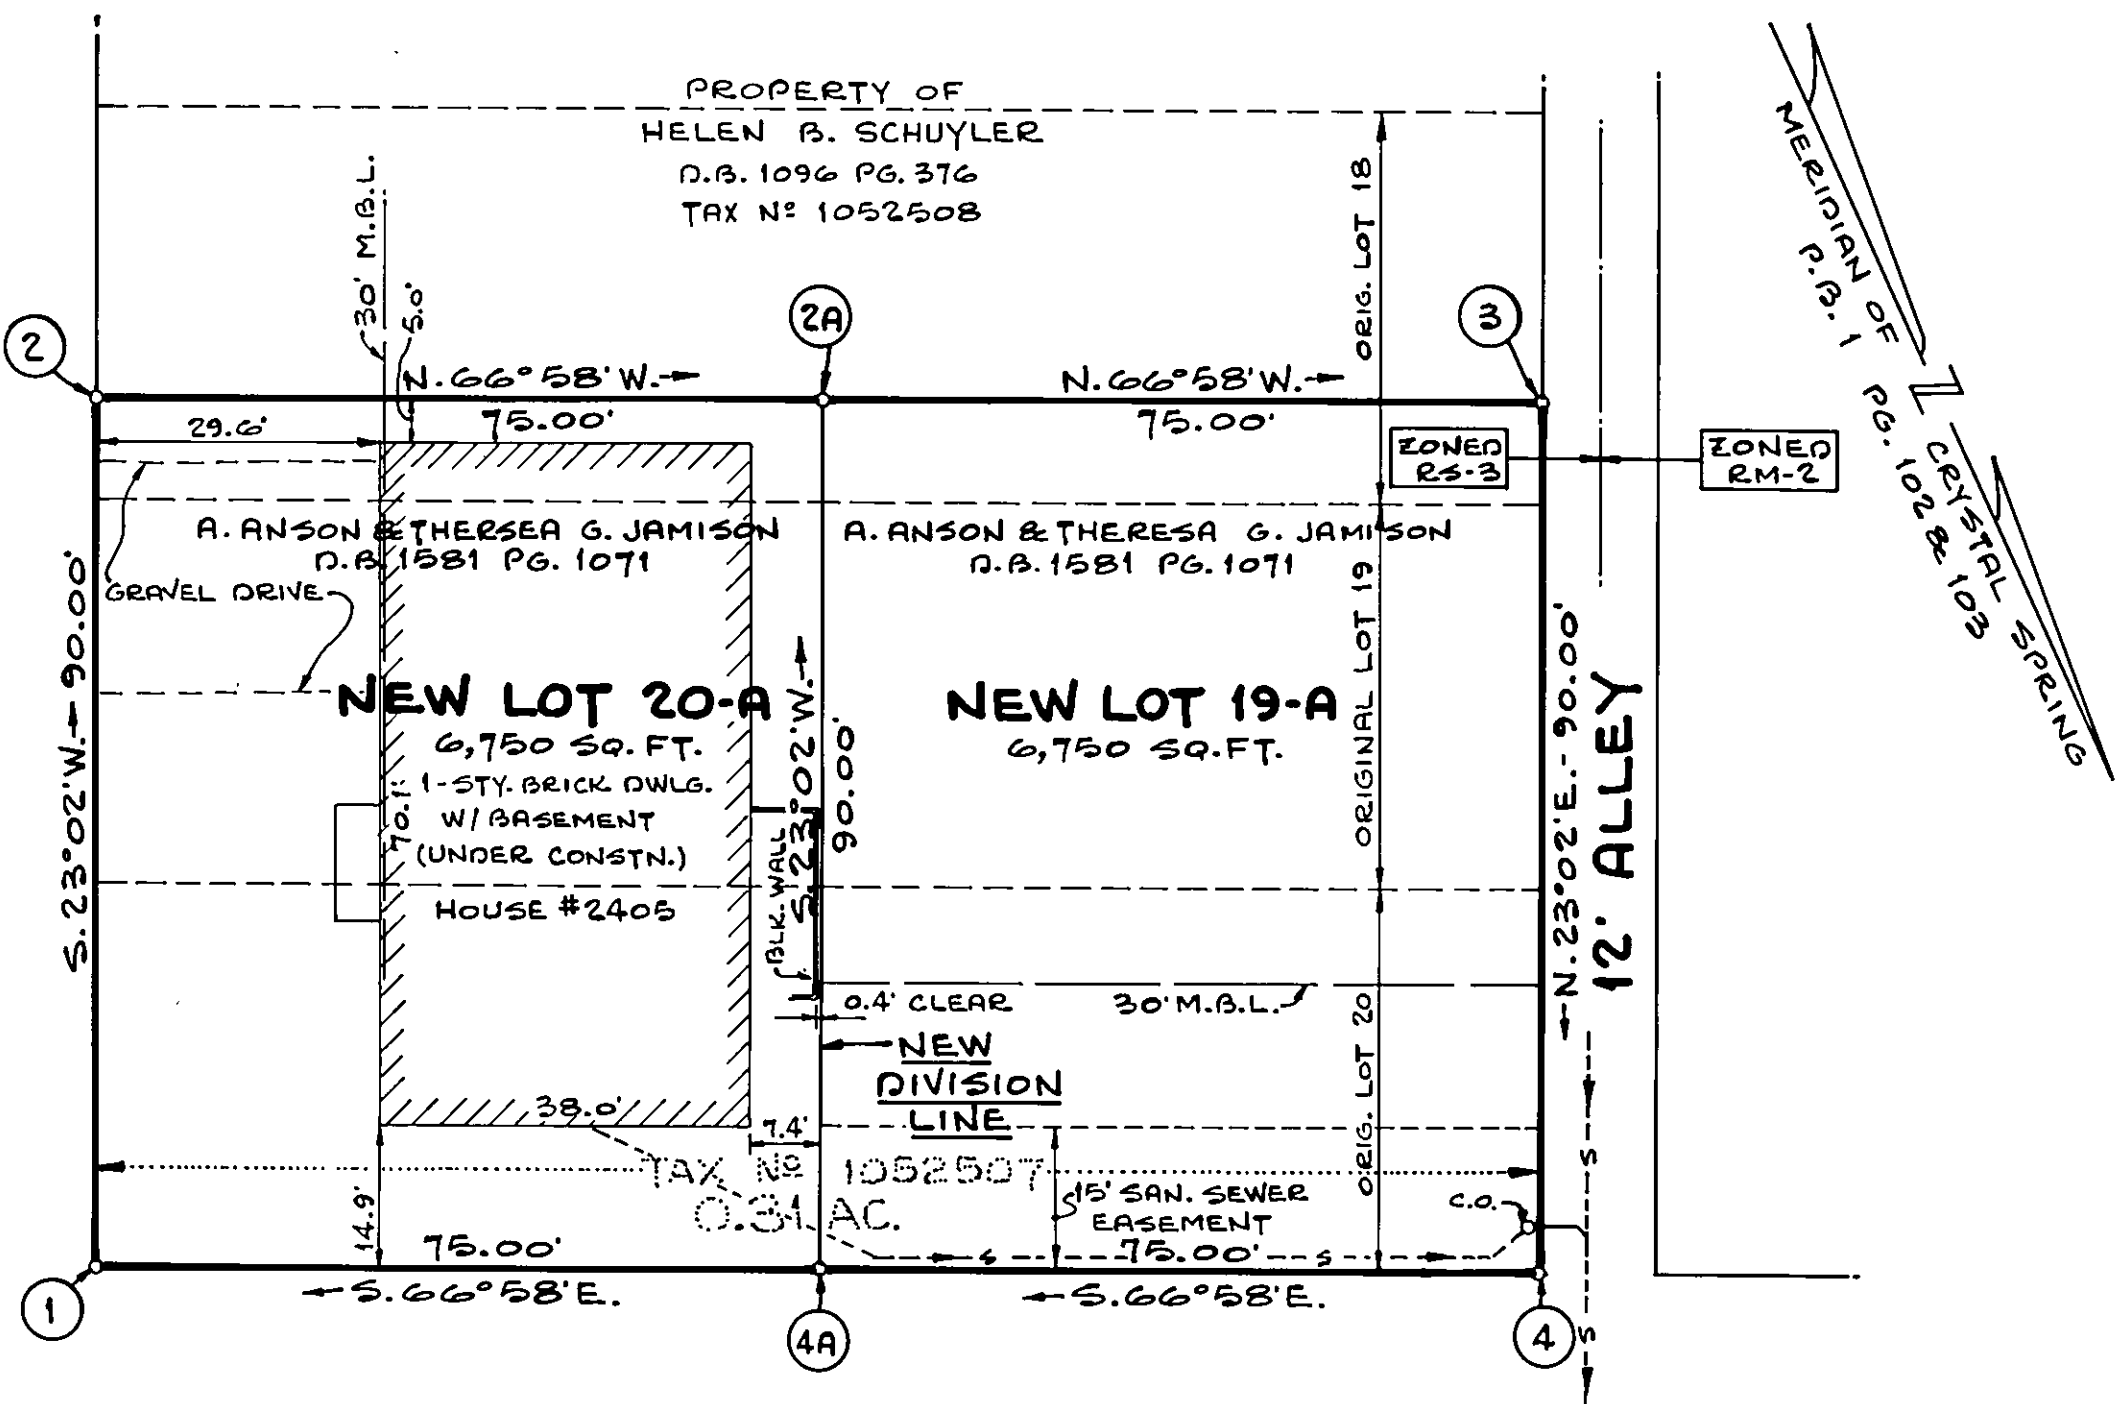 PROPERTY OF
HELEN B. SCHUYLER
D.B. 1096 PG. 376
TAX Nº 1052508
30' M.B.L.
5.0'
ORIG. LOT 18
MERIDIAN OF CRYSTAL SPRING
P.B. 1 PG. 102 & 103
N
2
2A
3
N. 66° 58' W.
75.00'
N. 66° 58' W.
75.00'
29.6'
ZONED
RS-3
ZONED
RM-2
A. ANSON & THERSEA G. JAMISON
D.B. 1581 PG. 1071
A. ANSON & THERESA G. JAMISON
D.B. 1581 PG. 1071
GRAVEL DRIVE
S. 23° 02' W. 90.00'
NEW LOT 20-A
6,750 SQ. FT.
1-STY. BRICK DWLG.
W/ BASEMENT
(UNDER CONSTN.)
HOUSE #2405
70.1'
BLK. WALL
S. 23° 02' W.
90.00'
NEW LOT 19-A
6,750 SQ. FT.
ORIGINAL LOT 19
N. 23° 02' E. - 90.00'
12' ALLEY
0.4' CLEAR
30' M.B.L.
NEW
DIVISION
LINE
ORIG. LOT 20
38.0'
7.4'
14.9'
TAX Nº 1052507
0.31 AC.
15' SAN. SEWER
EASEMENT
C.O.
S
75.00'
S
75.00'
S
S. 66° 58' E.
S. 66° 58' E.
1
4A
4
S